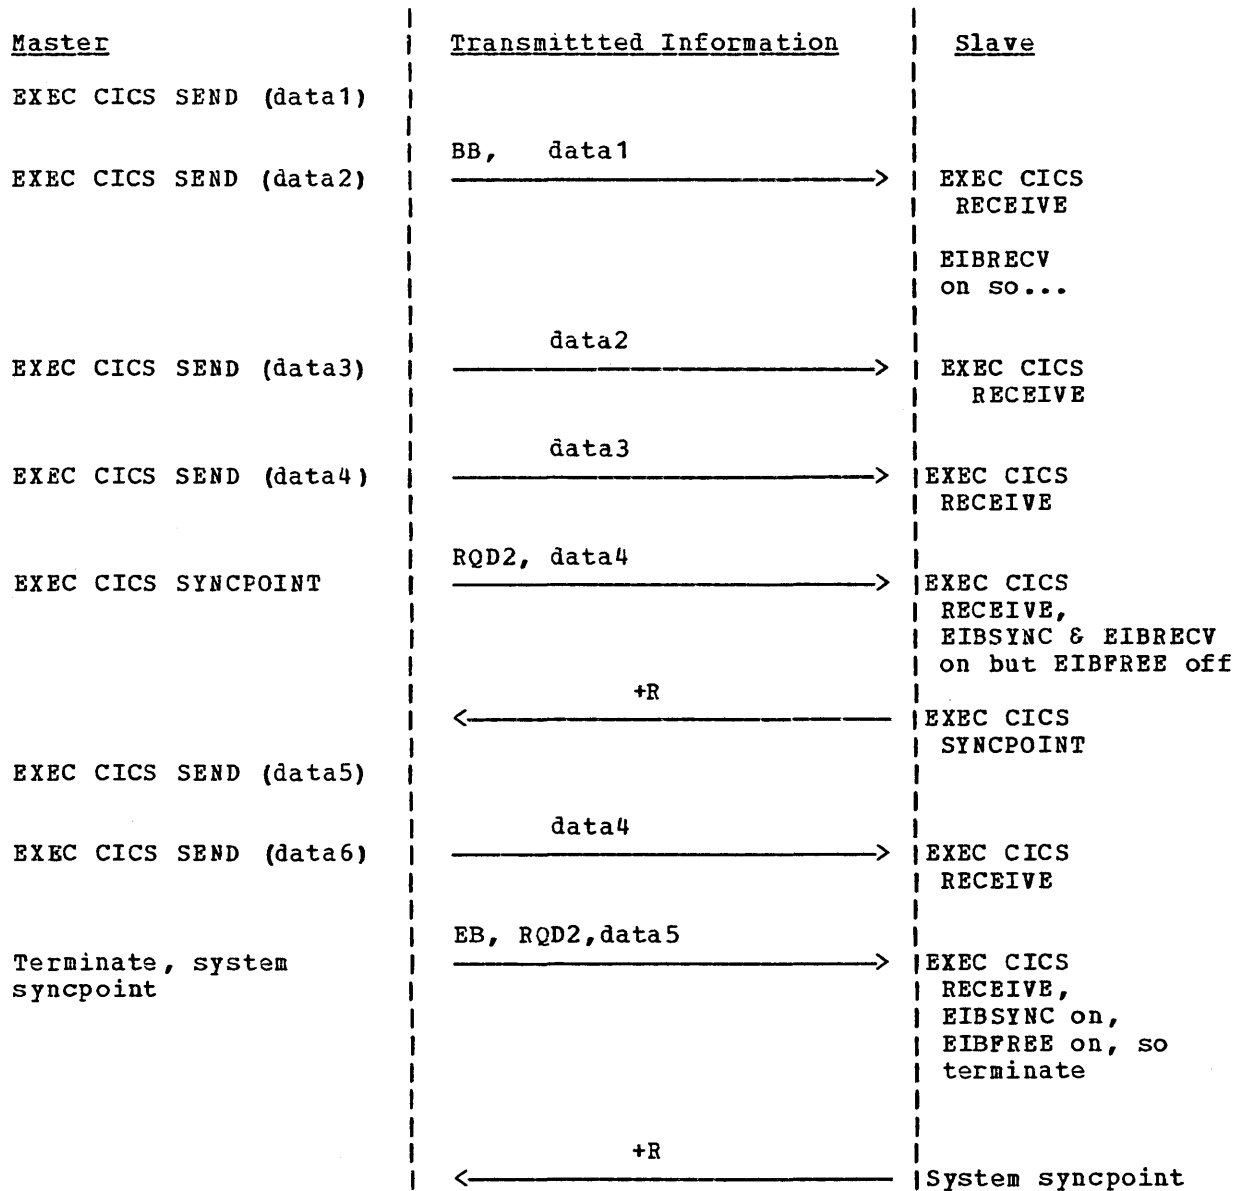 Master Transmittted Information Slave
EXEC CICS SEND (data1)
BB, data1
EXEC CICS SEND (data2) EXEC CICS
RECEIVE
EIBRECV
on so...
data2
EXEC CICS SEND (data3) EXEC CICS
RECEIVE
data3
EXEC CICS SEND (data4) EXEC CICS
RECEIVE
RQD2, data4
EXEC CICS SYNCPOINT EXEC CICS
RECEIVE,
EIBSYNC & EIBRECV
on but EIBFREE off
+R
EXEC CICS
SYNCPOINT
EXEC CICS SEND (data5)
data4
EXEC CICS SEND (data6) EXEC CICS
RECEIVE
EB, RQD2,data5
Terminate, system EXEC CICS
syncpoint RECEIVE,
EIBSYNC on,
EIBFREE on, so
terminate
+R
System syncpoint